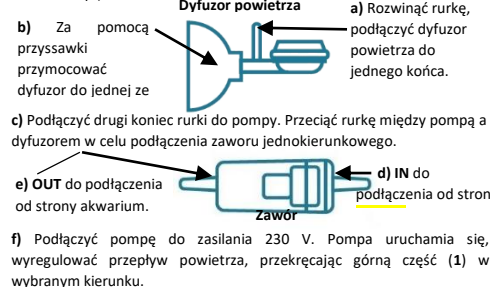 Dyfuzor powietrza
a) Rozwinąć rurkę,
podłączyć dyfuzor
powietrza do
jednego końca.
b) Za pomocą
przyssawki
przymocować
dyfuzor do jednej ze
c) Podłączyć drugi koniec rurki do pompy. Przeciąć rurkę między pompą a
dyfuzorem w celu podłączenia zaworu jednokierunkowego.
e) OUT do podłączenia
od strony akwarium.
d) IN do
podłączenia od stron
Zawór
f) Podłączyć pompę do zasilania 230 V. Pompa uruchamia się,
wyregulować przepływ powietrza, przekręcając górną część (1) w
wybranym kierunku.